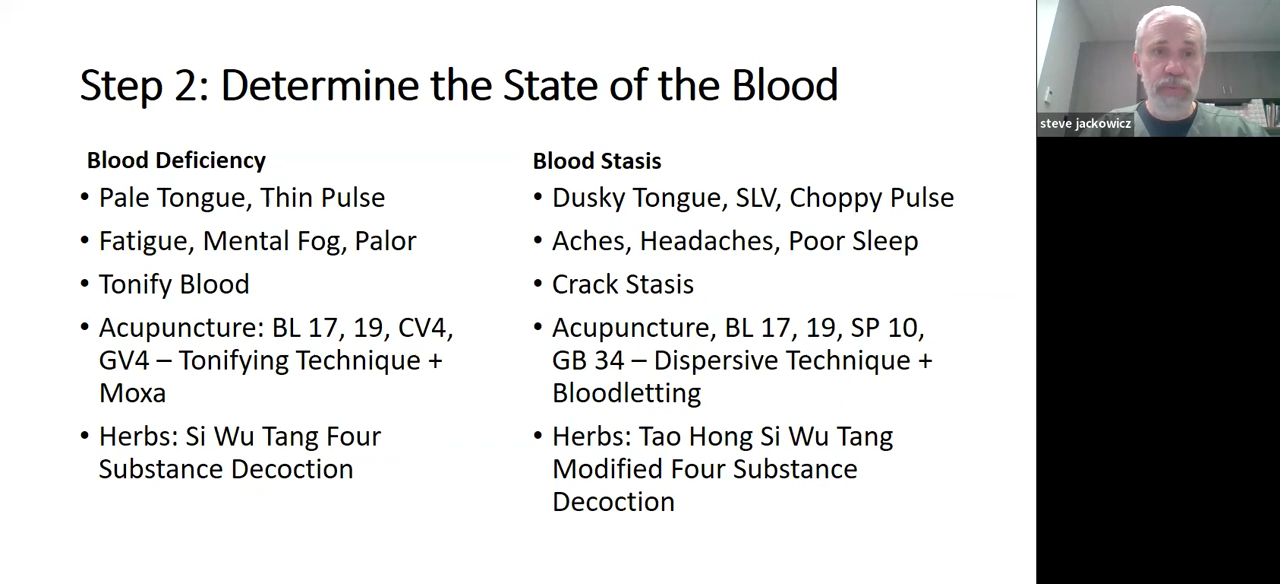 Step 2: Determine the State of the Blood
Blood Deficiency
• Pale Tongue, Thin Pulse
• Fatigue, Mental Fog, Palor
• Tonify Blood
• Acupuncture: BL 17, 19, CV4,
GV4 – Tonifying Technique +
Moxa
• Herbs: Si Wu Tang Four
Substance Decoction
Blood Stasis
• Dusky Tongue, SLV, Choppy Pulse
• Aches, Headaches, Poor Sleep
• Crack Stasis
• Acupuncture, BL 17, 19, SP 10,
GB 34 – Dispersive Technique +
Bloodletting
• Herbs: Tao Hong Si Wu Tang
Modified Four Substance
Decoction
steve jackowicz